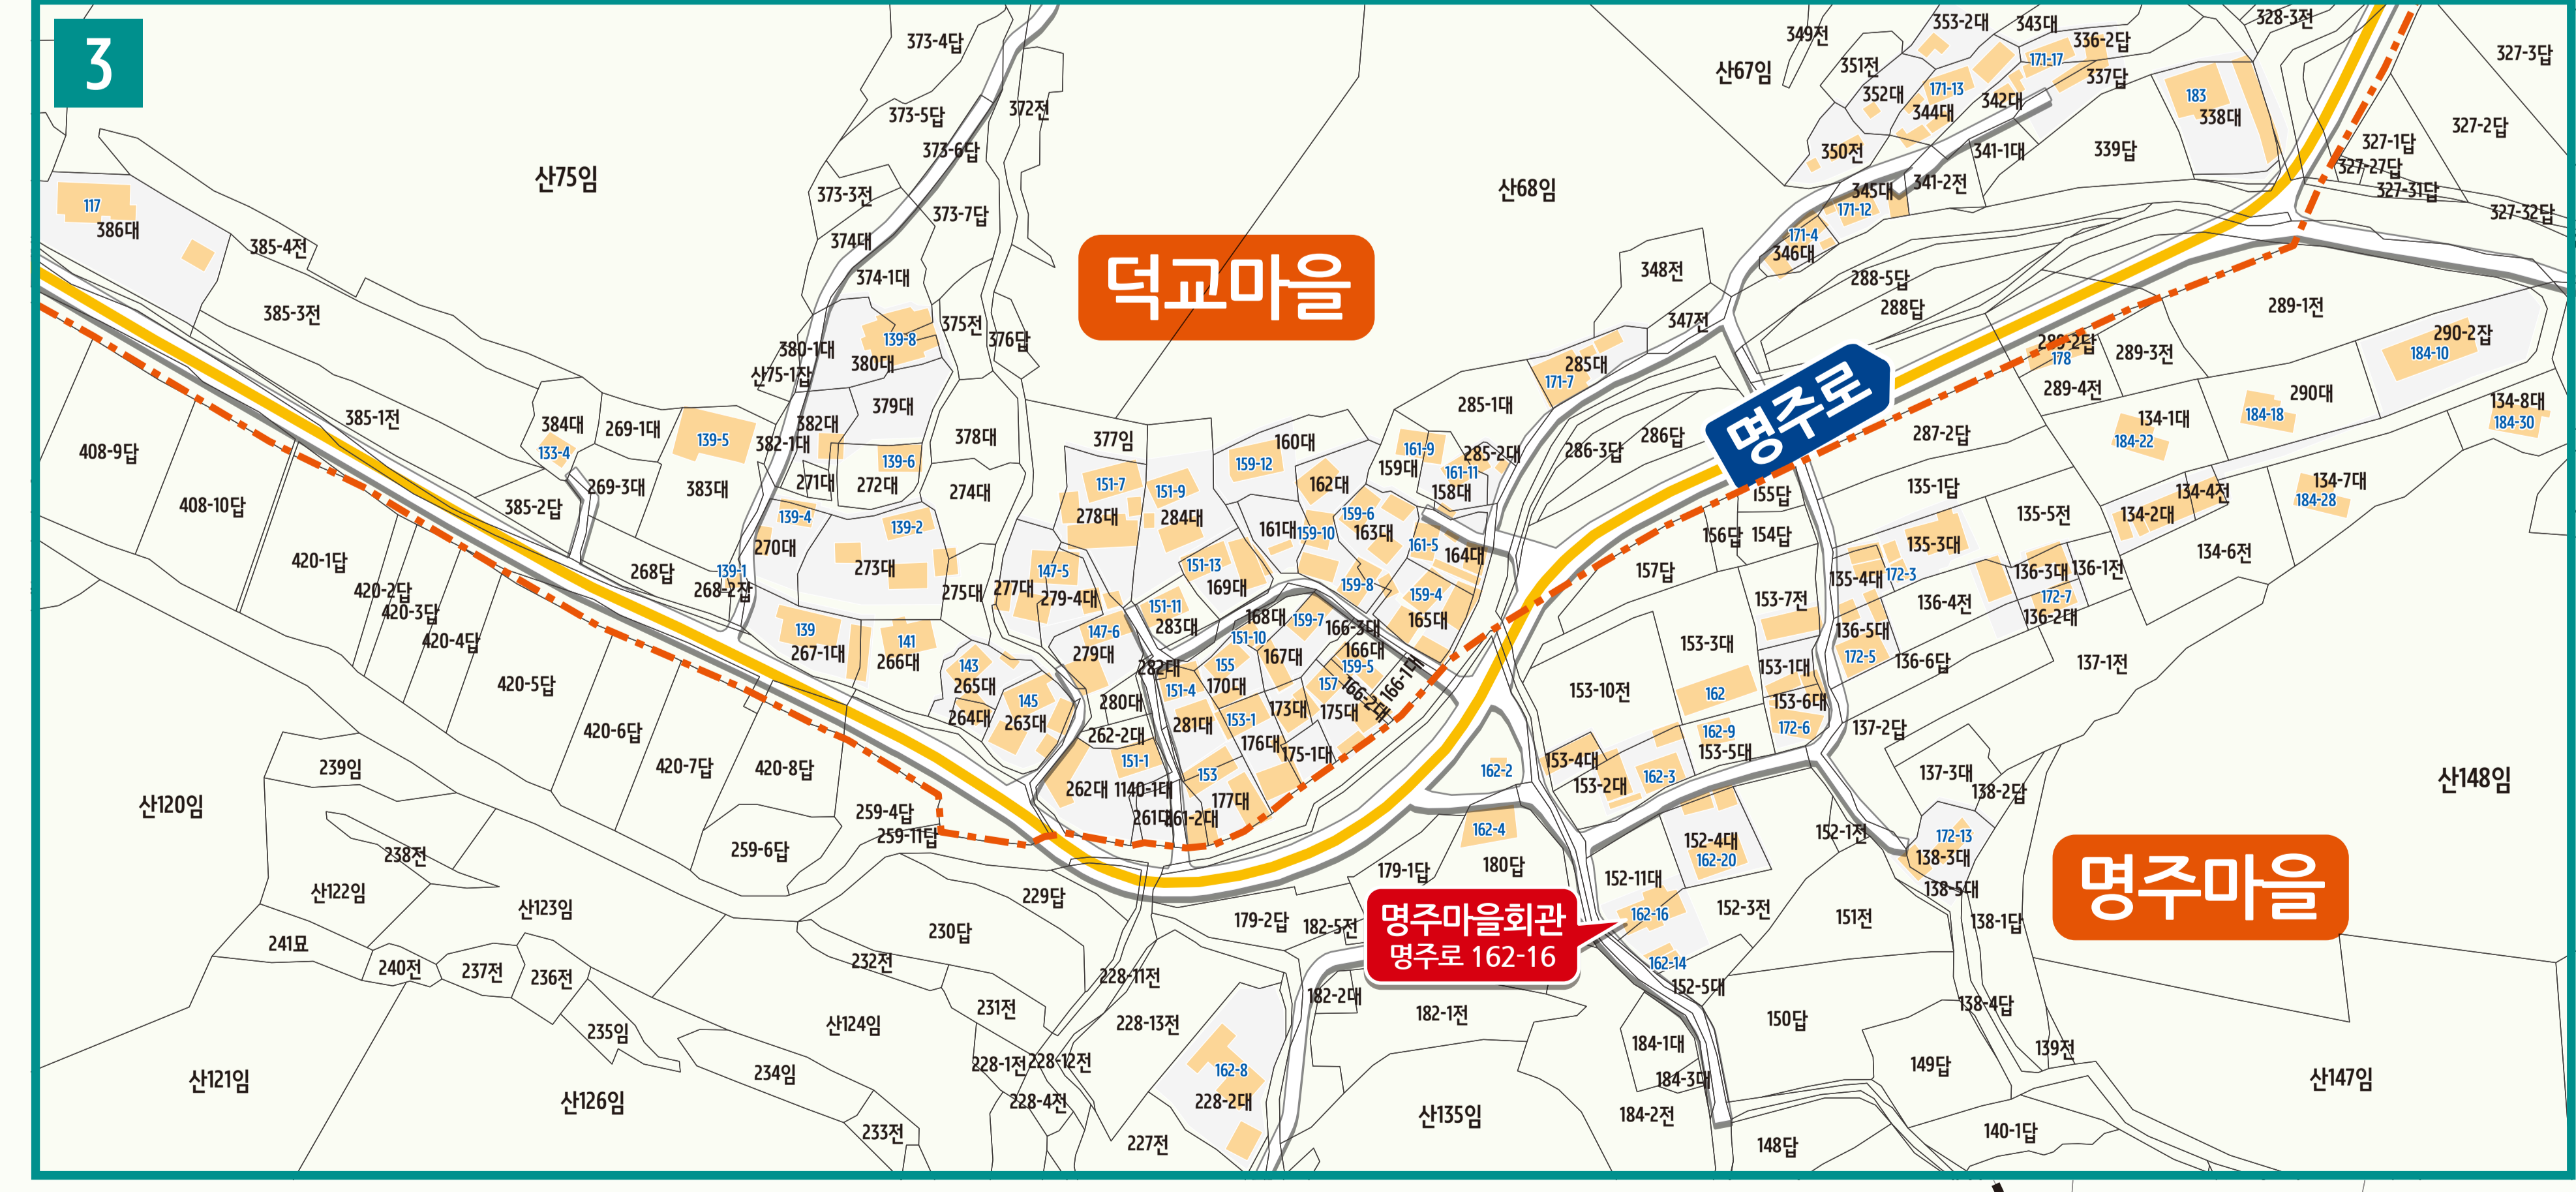 3
373-4답
353-2대
343대
328-3전
349전
336-2답
351전
171-17
327-3답
산67임
337답
171-13
352대
342대
183
338대
344대
373-5답
372전
327-2답
327-1답
373-6답
350전
341-1대
339답
327-27답
산75임
341-2전
345대
327-31답
산68임
373-3전
117
171-12
373-7답
327-32답
386대
171-4
374대
385-4전
346대
348전
374-1대
288-5답
덕교마을
385-3전
288답
289-1전
375전
347전
290-2잡
139-8
376답
289-2답
178
289-3전
184-10
380-1대
380대
285대
산75-1잡
171-7
명주로
289-4전
290대
134-8대
379대
285-1대
184-18
184-30
385-1전
384대
382대
134-1대
269-1대
286답
287-2답
139-5
382-1대
378대
377임
160대
161-9
184-22
133-4
408-9답
286-3답
285-2대
139-6
159-12
159대
161-11
134-7대
271대
272대
151-7
151-9
162대
158대
155답
135-1답
134-4전
184-28
269-3대
383대
274대
408-10답
385-2답
139-4
278대
284대
159-6
134-2대
135-5전
139-2
161대
159-10
163대
156답
154답
270대
161-5
164대
135-3대
134-6전
420-1답
139-1
268답
273대
147-5
151-13
157답
135-4대
172-3
136-3대
136-1전
268-2잡
277대
169대
159-8
420-2답
275대
279-4대
159-4
153-7전
136-4전
172-7
420-3답
151-11
168대
159-7
165대
136-2대
139
147-6
283대
151-10
166-3대
136-5대
420-4답
141
153-3대
267-1대
266대
279대
167대
166대
172-5
136-6답
137-1전
143
282대
155
159-5
166-1대
153-1대
420-5답
265대
151-4
170대
157
153-10전
162
145
280대
166-2대
153-6대
264대
263대
281대
153-1
173대
175대
420-6답
262-2대
162-9
172-6
137-2답
176대
175-1대
153-5대
151-1
153-4대
420-7답
420-8답
153
162-2
162-3
137-3대
239임
262대
1140-1대
177대
153-2대
산148임
138-2답
산120임
259-4답
261대
261-2대
162-4
152-1전
172-13
259-11답
152-4대
238전
259-6답
162-20
138-3대
179-1답
180답
152-11대
명주마을
산122임
229답
138-5대
산123임
179-2답
182-5전
명주마을회관
162-16
152-3전
151전
138-1답
241묘
230답
명주로 162-16
240전
237전
236전
232전
228-11전
162-14
152-5대
182-2대
231전
138-4답
235임
산124임
228-13전
182-1전
150답
184-1대
139전
228-1전
228-12전
149답
산121임
234임
162-8
184-3대
산147임
산126임
228-4전
228-2대
산135임
184-2전
233전
227전
148답
140-1답